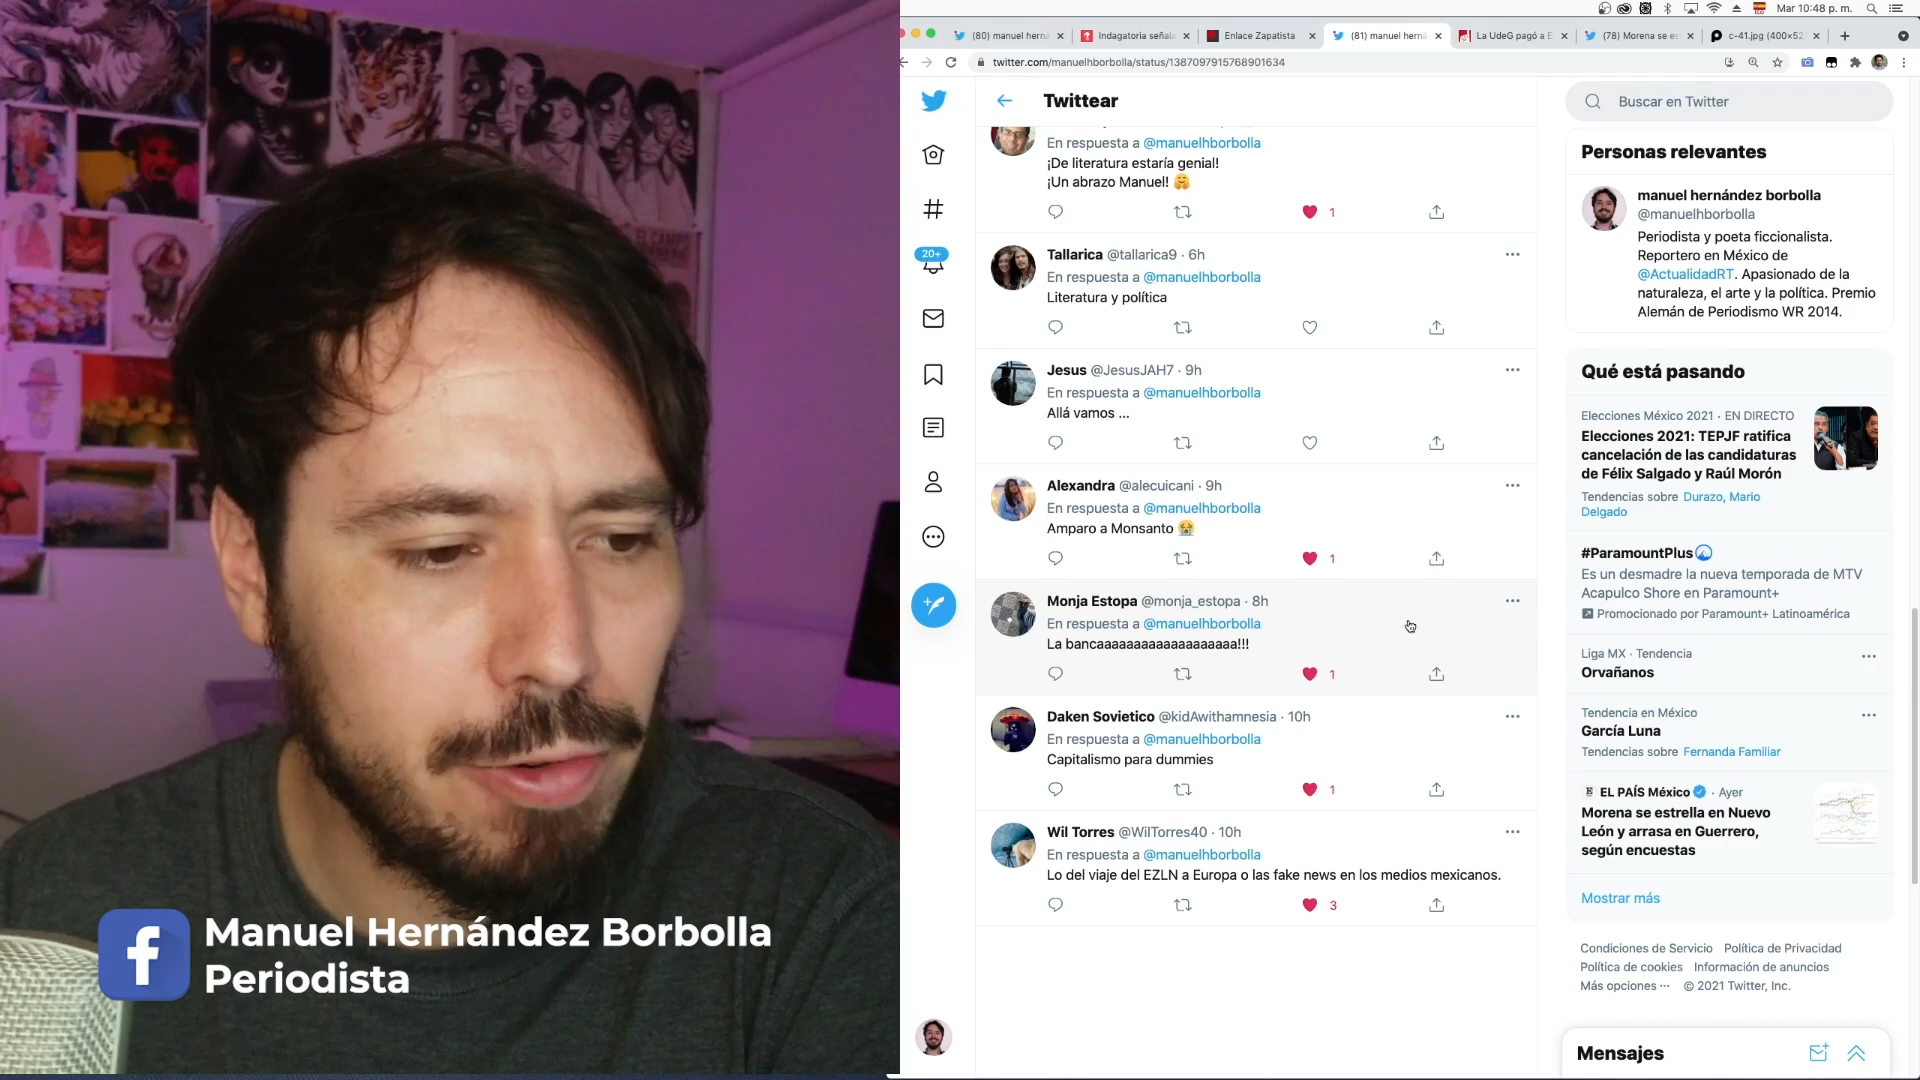 Mar 10:48 p. m.
(80) manuel hern
Indagatoria señala
Enlace Zapatista
(81) manuel herná
La UdeG pagó a E
(78) Morena se es
c-41.jpg (400×52
twitter.com/manuelhborbolla/status/1387097915768901634
Twittear
Buscar en Twitter
20+
En respuesta a @manuelhborbolla
¡De literatura estaría genial!
¡Un abrazo Manuel! 🤗
1
Tallarica @tallarica9 · 6h
En respuesta a @manuelhborbolla
Literatura y política
Jesus @JesusJAH7 · 9h
En respuesta a @manuelhborbolla
Allá vamos ...
Alexandra @alecuicani · 9h
En respuesta a @manuelhborbolla
Amparo a Monsanto 😭
1
Monja Estopa @monja_estopa · 8h
En respuesta a @manuelhborbolla
La bancaaaaaaaaaaaaaaaaaaa!!!
1
Daken Sovietico @kidAwithamnesia · 10h
En respuesta a @manuelhborbolla
Capitalismo para dummies
1
Wil Torres @WilTorres40 · 10h
En respuesta a @manuelhborbolla
Lo del viaje del EZLN a Europa o las fake news en los medios mexicanos.
3
Personas relevantes
manuel hernández borbolla
@manuelhborbolla
Periodista y poeta ficcionalista.
Reportero en México de
@ActualidadRT. Apasionado de la
naturaleza, el arte y la política. Premio
Alemán de Periodismo WR 2014.
Qué está pasando
Elecciones México 2021 · EN DIRECTO
Elecciones 2021: TEPJF ratifica
cancelación de las candidaturas
de Félix Salgado y Raúl Morón
Tendencias sobre Durazo, Mario
Delgado
#ParamountPlus
Es un desmadre la nueva temporada de MTV
Acapulco Shore en Paramount+
Promocionado por Paramount+ Latinoamérica
Liga MX · Tendencia
Orvañanos
Tendencia en México
García Luna
Tendencias sobre Fernanda Familiar
EL PAÍS México · Ayer
Morena se estrella en Nuevo
León y arrasa en Guerrero,
según encuestas
Mostrar más
Condiciones de Servicio Política de Privacidad
Política de cookies Información de anuncios
Más opciones ··· © 2021 Twitter, Inc.
Mensajes
f
Manuel Hernández Borbolla
Periodista